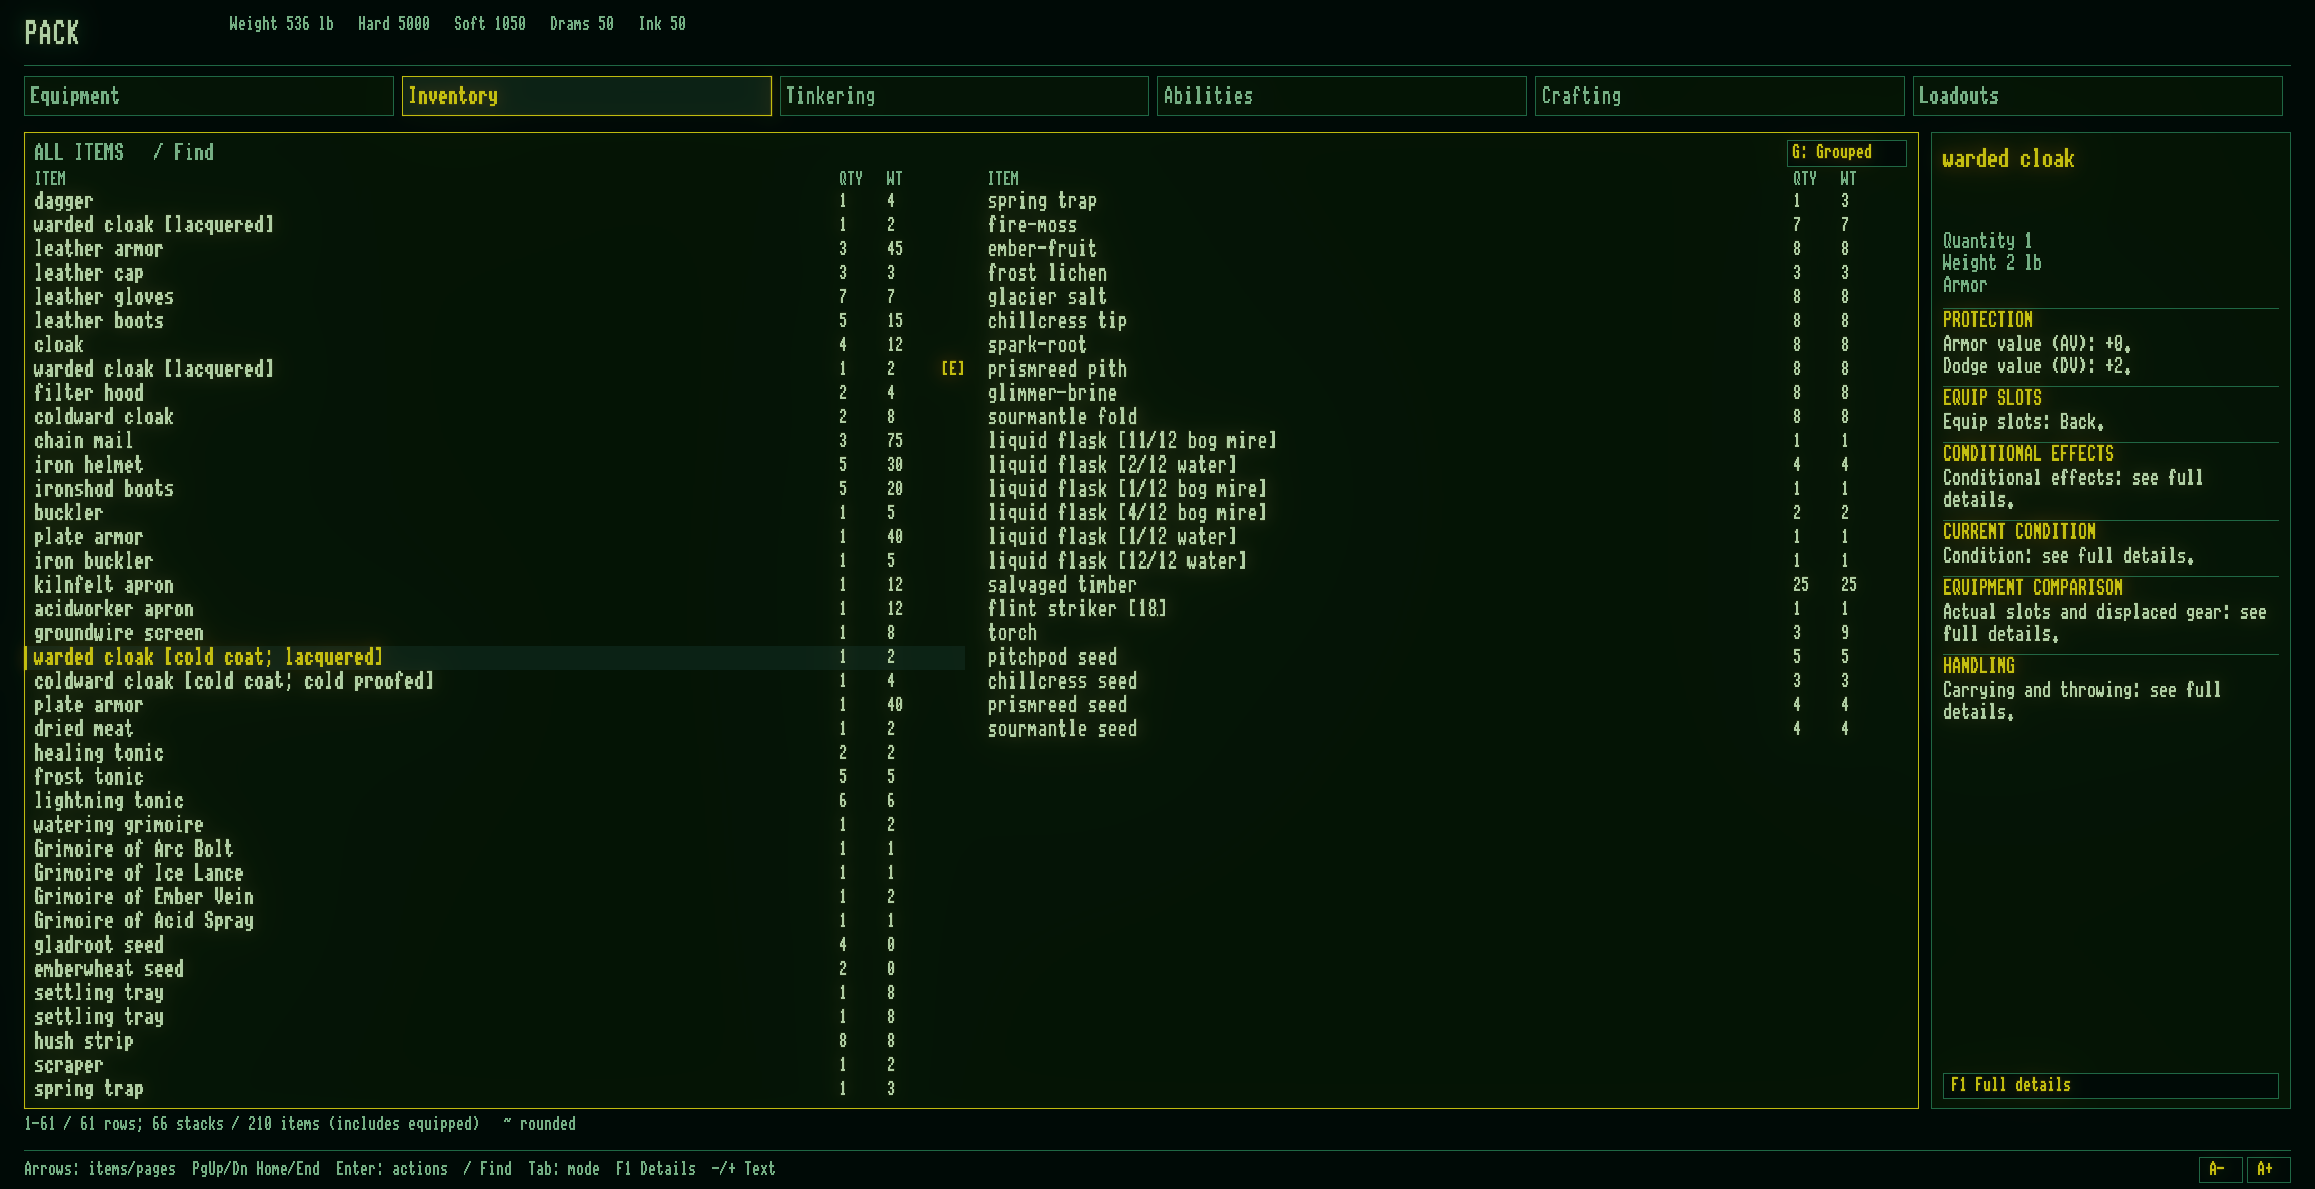 PACK
Weight 536 lb   Hard 5000   Soft 1050   Drams 50   Ink 50
Equipment
Inventory
Tinkering
Abilities
Crafting
Loadouts
ALL ITEMS   / Find
G: Grouped
ITEM   QTY   WT
dagger   1   4
warded cloak [lacquered]   1   2
leather armor   3   45
leather cap   3   3
leather gloves   7   7
leather boots   5   15
cloak   4   12
warded cloak [lacquered]   1   2   [E]
filter hood   2   4
coldward cloak   2   8
chain mail   3   75
iron helmet   5   30
ironshod boots   5   20
buckler   1   5
plate armor   1   40
iron buckler   1   5
kilnfelt apron   1   12
acidworker apron   1   12
groundwire screen   1   8
warded cloak [cold coat; lacquered]   1   2
coldward cloak [cold coat; cold proofed]   1   4
plate armor   1   40
dried meat   1   2
healing tonic   2   2
frost tonic   5   5
lightning tonic   6   6
watering grimoire   1   2
Grimoire of Arc Bolt   1   1
Grimoire of Ice Lance   1   1
Grimoire of Ember Vein   1   2
Grimoire of Acid Spray   1   1
gladroot seed   4   0
emberwheat seed   2   0
settling tray   1   8
settling tray   1   8
hush strip   8   8
scraper   1   2
spring trap   1   3
ITEM   QTY   WT
spring trap   1   3
fire-moss   7   7
ember-fruit   8   8
frost lichen   3   3
glacier salt   8   8
chillcress tip   8   8
spark-root   8   8
prismreed pith   8   8
glimmer-brine   8   8
sourmantle fold   8   8
liquid flask [11/12 bog mire]   1   1
liquid flask [2/12 water]   4   4
liquid flask [1/12 bog mire]   1   1
liquid flask [4/12 bog mire]   2   2
liquid flask [1/12 water]   1   1
liquid flask [12/12 water]   1   1
salvaged timber   25   25
flint striker [18]   1   1
torch   3   9
pitchpod seed   5   5
chillcress seed   3   3
prismreed seed   4   4
sourmantle seed   4   4
warded cloak
Quantity 1
Weight 2 lb
Armor
PROTECTION
Armor value (AV): +0.
Dodge value (DV): +2.
EQUIP SLOTS
Equip slots: Back.
CONDITIONAL EFFECTS
Conditional effects: see full
details.
CURRENT CONDITION
Condition: see full details.
EQUIPMENT COMPARISON
Actual slots and displaced gear: see
full details.
HANDLING
Carrying and throwing: see full
details.
F1 Full details
1-61 / 61 rows; 66 stacks / 210 items (includes equipped)   ~ rounded
Arrows: items/pages  PgUp/Dn Home/End  Enter: actions  / Find  Tab: mode  F1 Details  -/+ Text
A-   A+